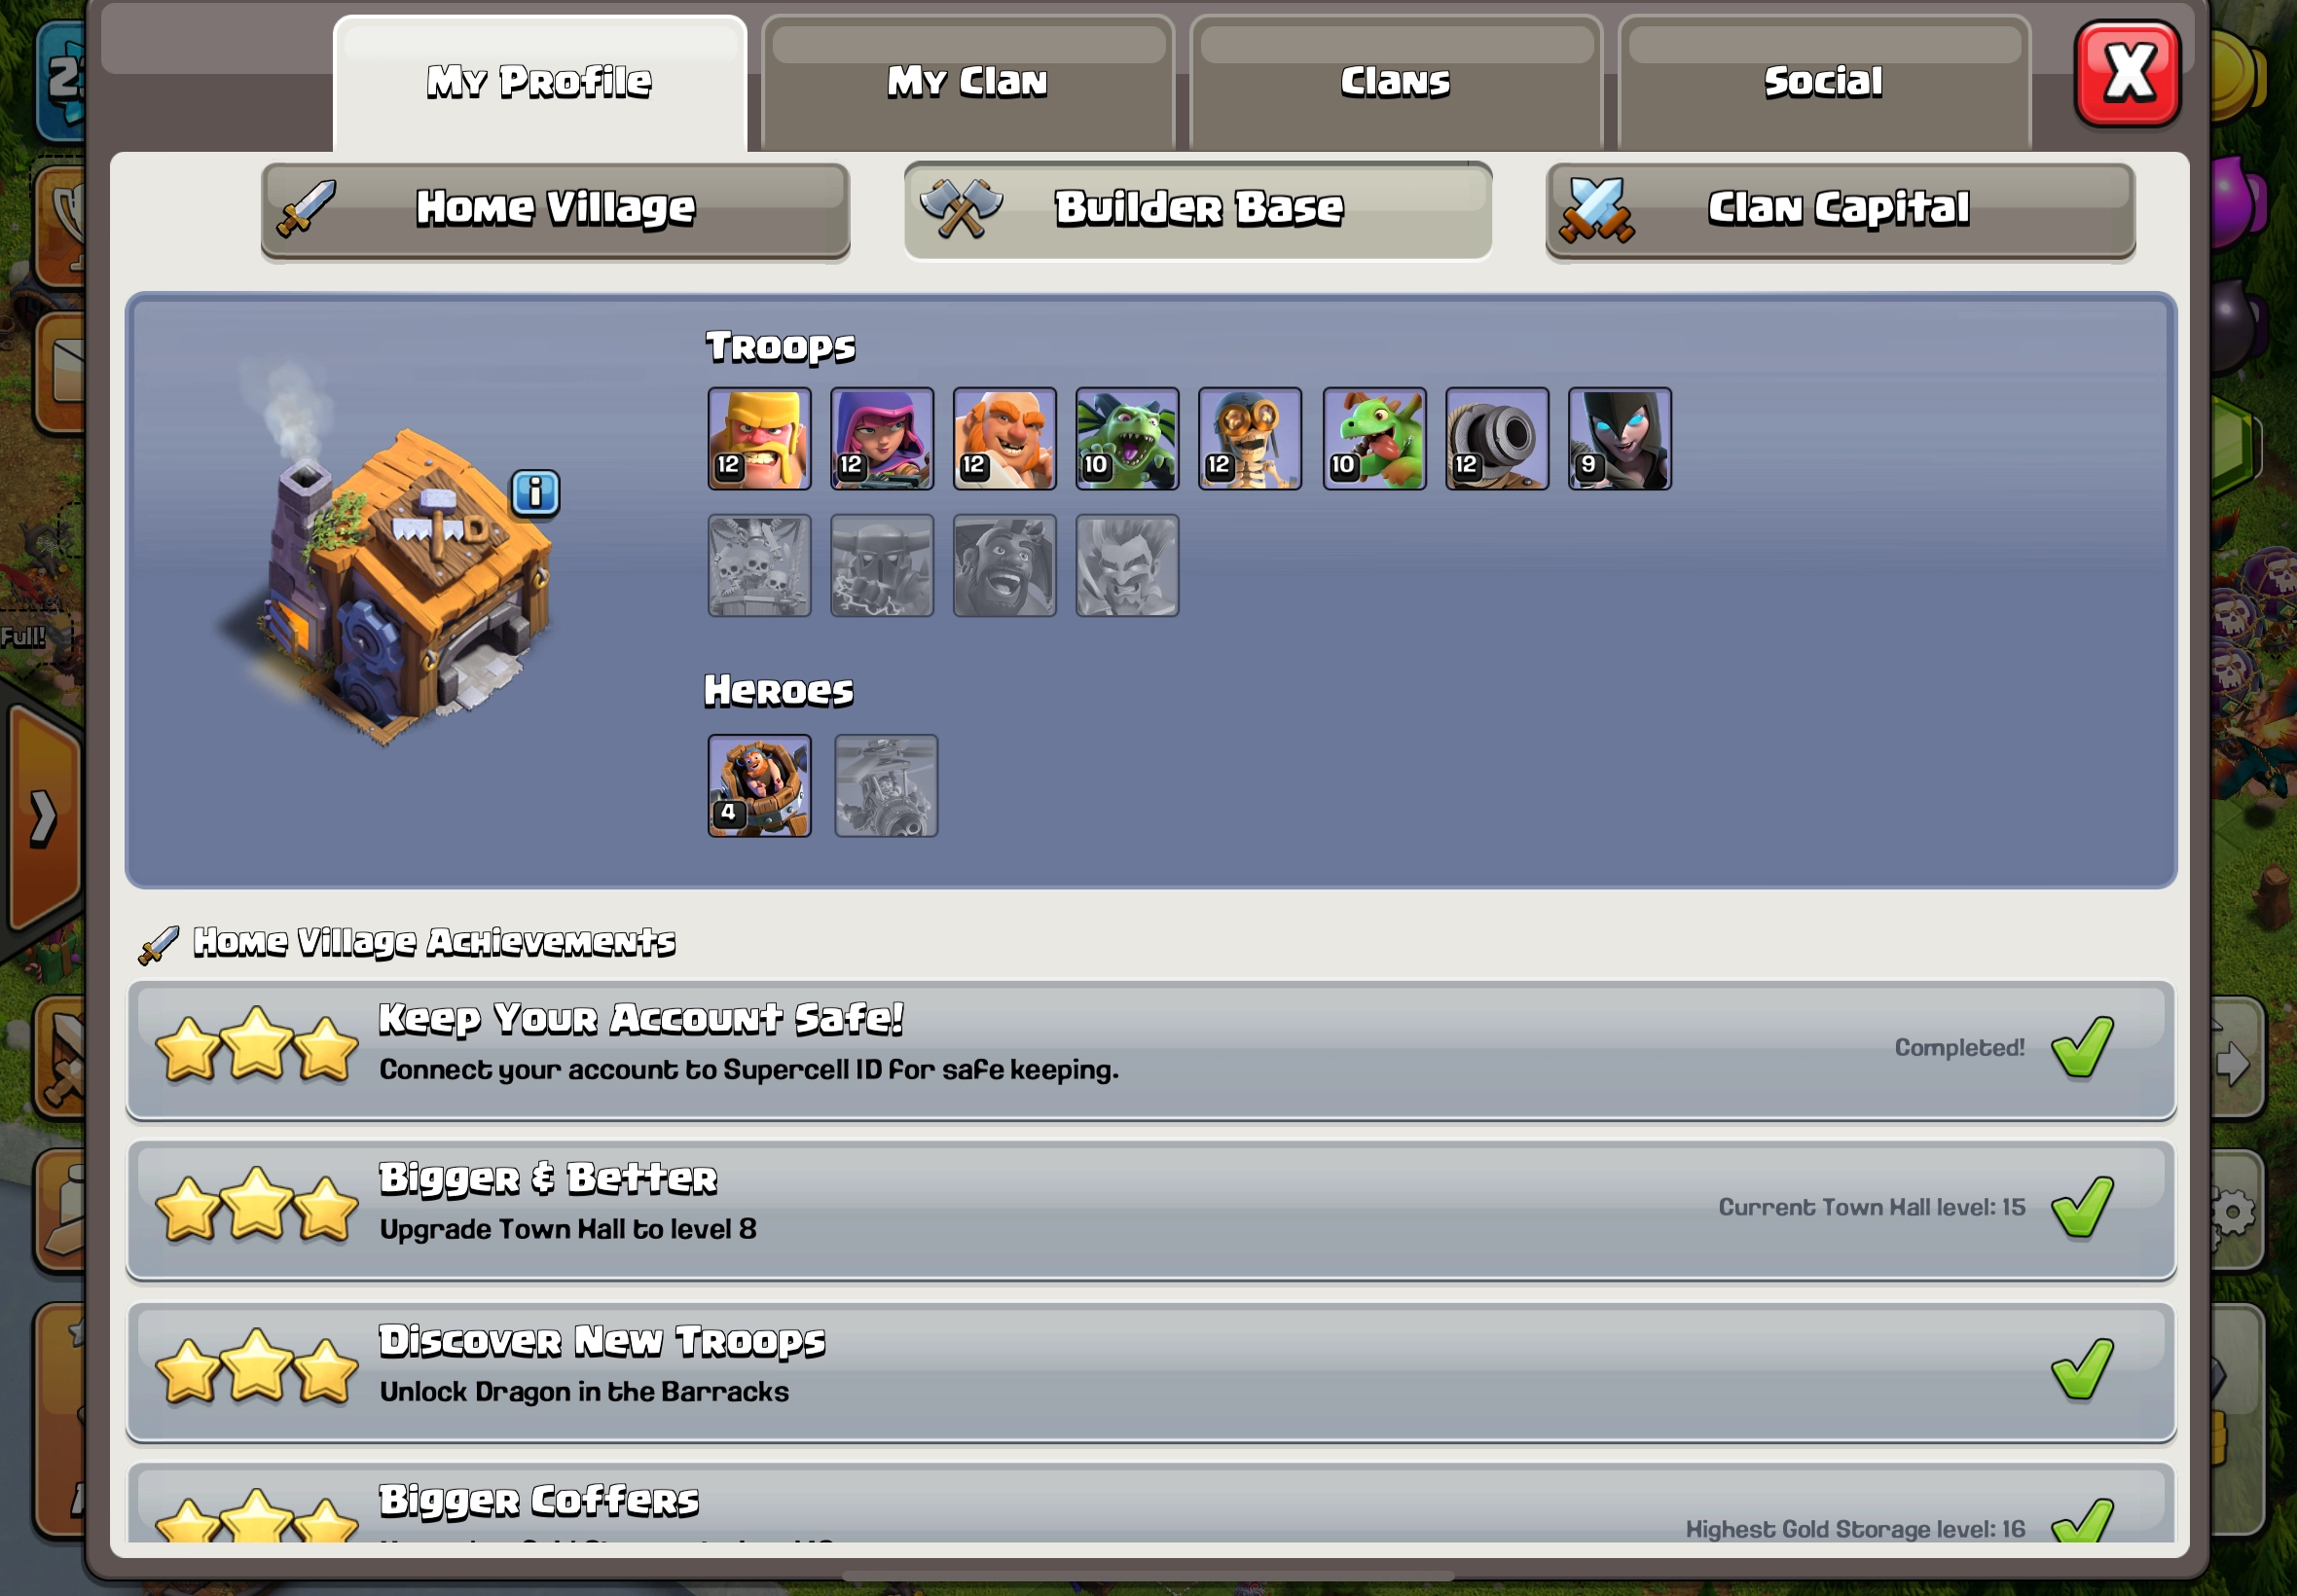 My Profile
My Clan
Clans
Social
X
Home Village
Builder Base
Clan Capital
Troops
12 12 12 10 12 10 12 9
Full!
Heroes
4
Home Village Achievements
Keep Your Account Safe!
Connect your account to Supercell ID for safe keeping.
Completed!
Bigger & Better
Upgrade Town Hall to level 8
Current Town Hall level: 15
Discover New Troops
Unlock Dragon in the Barracks
Bigger Coffers
Highest Gold Storage level: 16